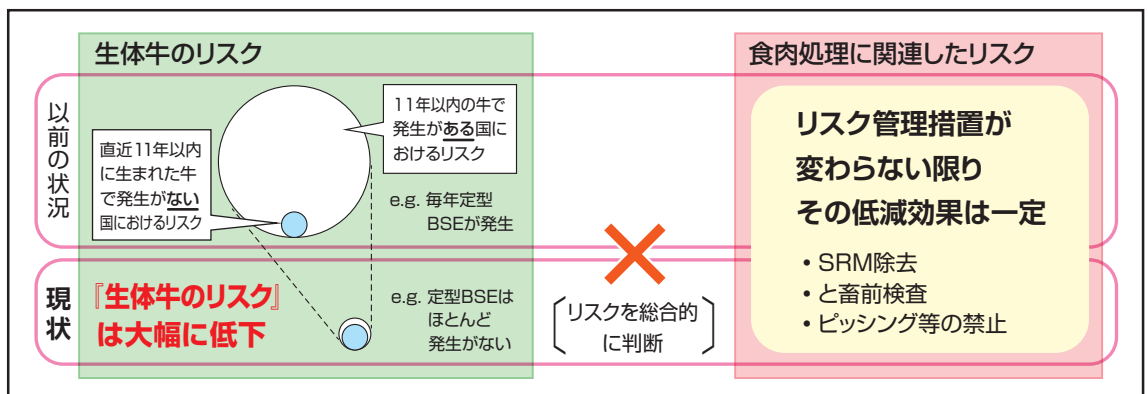 生体牛のリスク
食肉処理に関連したリスク
以前の状況
11年以内の牛で
発生がある国に
おけるリスク
直近11年以内
に生まれた牛
で発生がない
国におけるリスク
e.g. 毎年定型
BSEが発生
リスク管理措置が
変わらない限り
その低減効果は一定
・SRM除去
・と畜前検査
・ピッシング等の禁止
現状
『生体牛のリスク』
は大幅に低下
e.g. 定型BSEは
ほとんど
発生がない
リスクを総合的
に判断